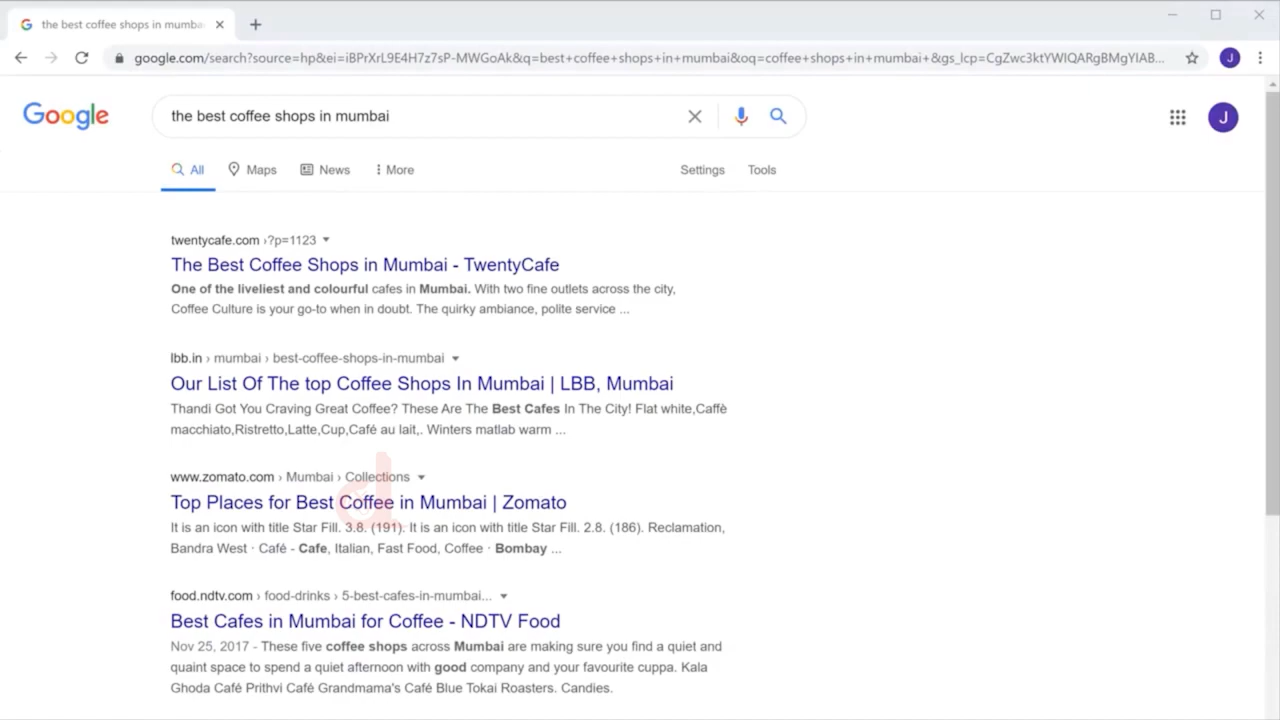 the best coffee shops in mumba
google.com/search?source=hp&ei=iBPrXrL9E4H7z7sP-MWGoAk&q=best+coffee+shops+in+mumbai&oq=coffee+shops+in+mumbai+&gs_lcp=CgZwc3ktYWIQARgBMgYIAB...
J
Google
the best coffee shops in mumbai
J
All
Maps
News
More
Settings
Tools
twentycafe.com ›?p=1123
The Best Coffee Shops in Mumbai - TwentyCafe
One of the liveliest and colourful cafes in Mumbai. With two fine outlets across the city,
Coffee Culture is your go-to when in doubt. The quirky ambiance, polite service ...
lbb.in › mumbai › best-coffee-shops-in-mumbai
Our List Of The top Coffee Shops In Mumbai | LBB, Mumbai
Thandi Got You Craving Great Coffee? These Are The Best Cafes In The City! Flat white,Caffè
macchiato,Ristretto,Latte,Cup,Café au lait,. Winters matlab warm ...
www.zomato.com › Mumbai › Collections
Top Places for Best Coffee in Mumbai | Zomato
It is an icon with title Star Fill. 3.8. (191). It is an icon with title Star Fill. 2.8. (186). Reclamation,
Bandra West · Café - Cafe, Italian, Fast Food, Coffee · Bombay ...
food.ndtv.com › food-drinks › 5-best-cafes-in-mumbai...
Best Cafes in Mumbai for Coffee - NDTV Food
Nov 25, 2017 - These five coffee shops across Mumbai are making sure you find a quiet and
quaint space to spend a quiet afternoon with good company and your favourite cuppa. Kala
Ghoda Café Prithvi Café Grandmama's Café Blue Tokai Roasters. Candies.